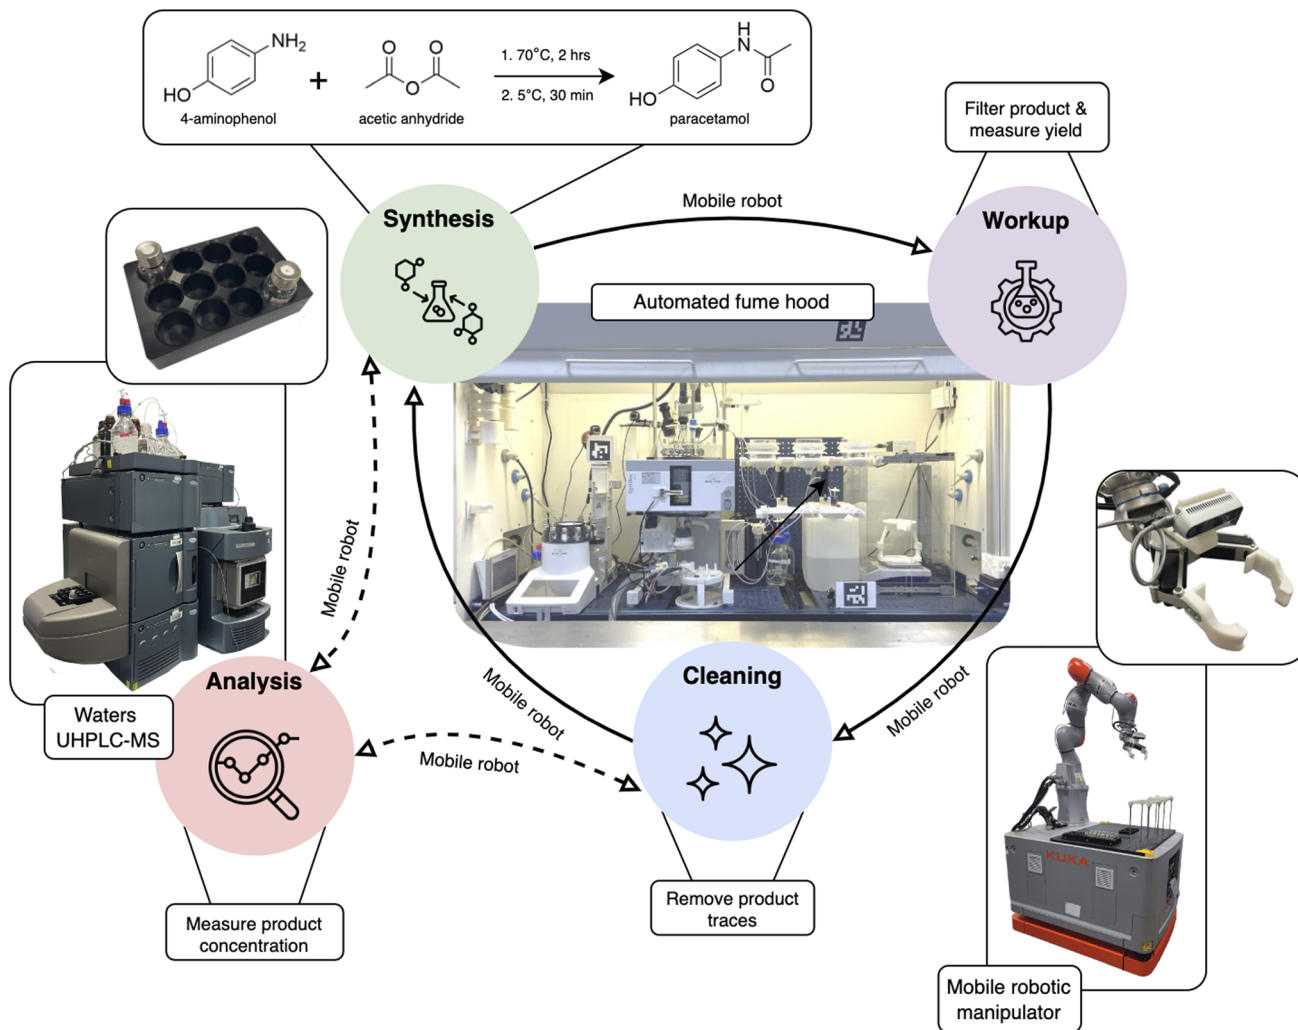 NH₂
O O
O
HO
4-aminophenol
+
acetic anhydride
1. 70°C, 2 hrs
2. 5°C, 30 min
H
N
O
HO
paracetamol
Filter product &
measure yield
Synthesis
Mobile robot
Workup
Automated fume hood
Mobile robot
Mobile robot
Mobile robot
Mobile robot
Analysis
Waters
UHPLC-MS
Cleaning
Measure product
concentration
Remove product
traces
KUKA
Mobile robotic
manipulator